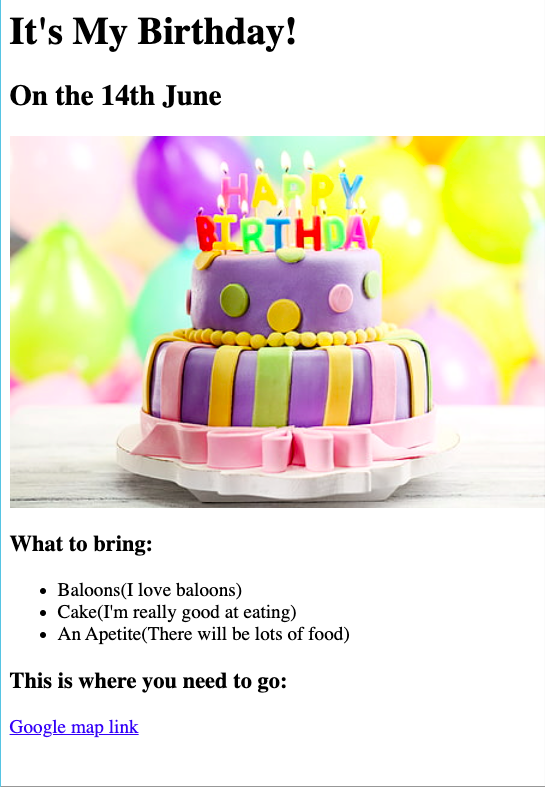 It's My Birthday!
On the 14th June
HAPPY
BIRTHDAY
What to bring:
Baloons(I love baloons)
Cake(I'm really good at eating)
An Apetite(There will be lots of food)
This is where you need to go:
Google map link